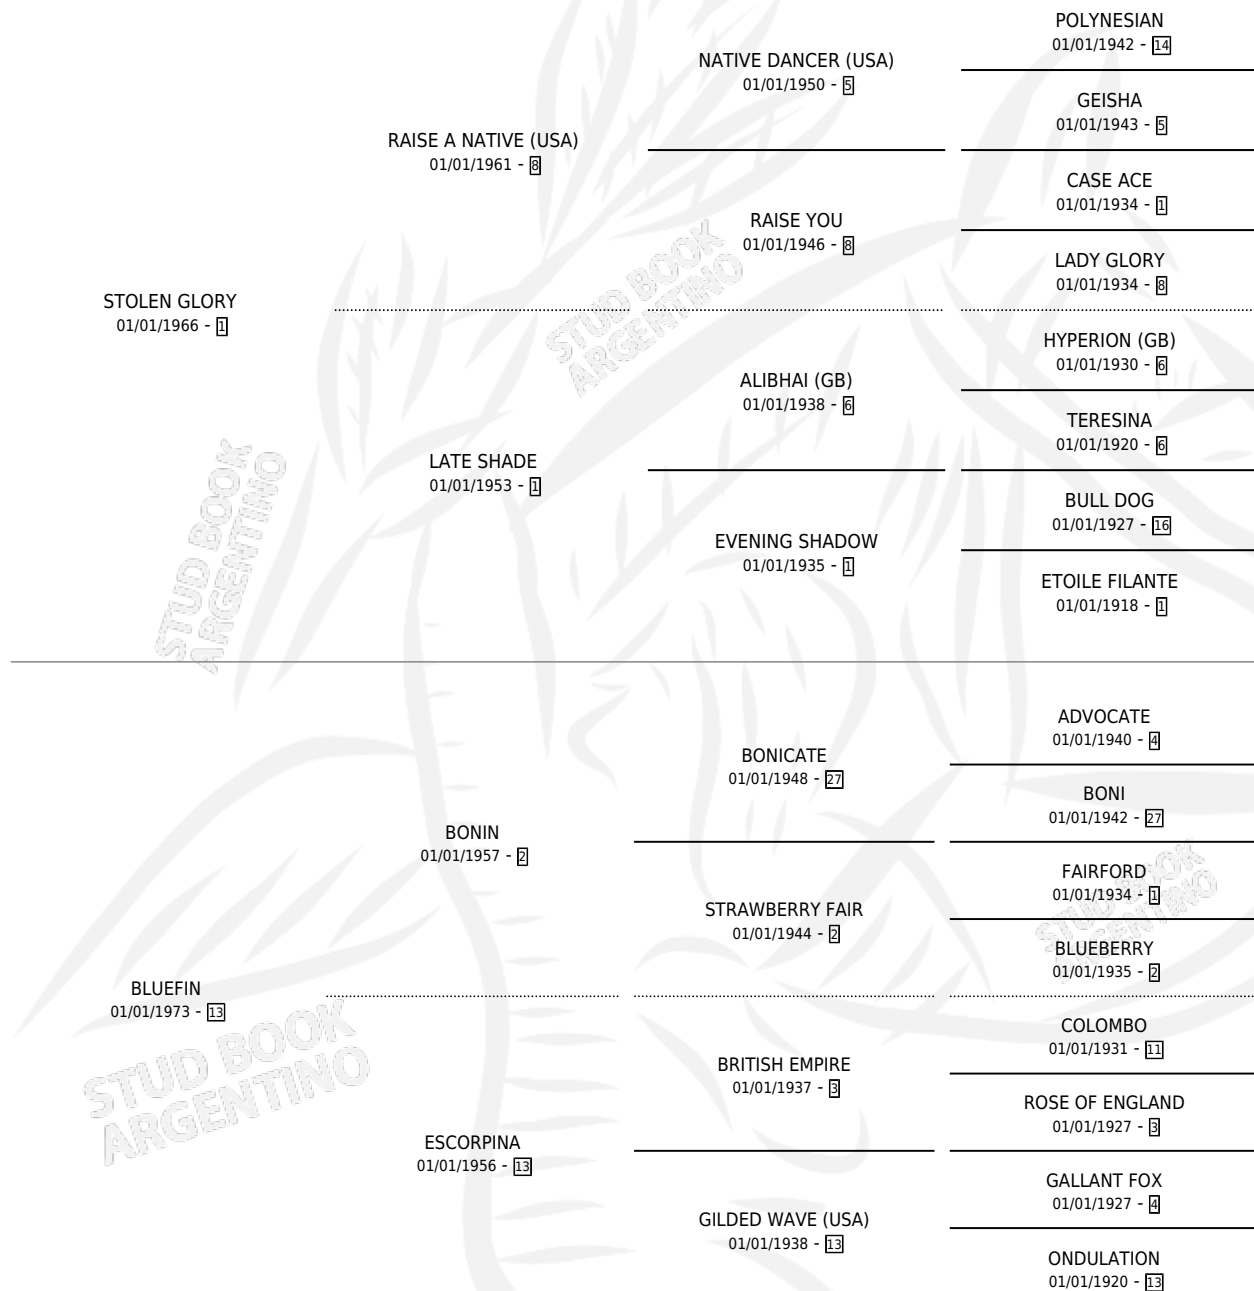 POLYNESIAN
01/01/1942 - 14
NATIVE DANCER (USA)
01/01/1950 - 5
GEISHA
01/01/1943 - 5
RAISE A NATIVE (USA)
01/01/1961 - 8
CASE ACE
01/01/1934 - 1
RAISE YOU
01/01/1946 - 8
LADY GLORY
01/01/1934 - 8
STOLEN GLORY
01/01/1966 - 1
STUD BOOK
ARGENTINO
HYPERION (GB)
01/01/1930 - 6
ALIBHAI (GB)
01/01/1938 - 6
TERESINA
01/01/1920 - 6
LATE SHADE
01/01/1953 - 1
BULL DOG
01/01/1927 - 16
EVENING SHADOW
01/01/1935 - 1
ETOILE FILANTE
01/01/1918 - 1
STUD BOOK
ARGENTINO
ADVOCATE
01/01/1940 - 4
BONICATE
01/01/1948 - 27
BONI
01/01/1942 - 27
BONIN
01/01/1957 - 2
FAIRFORD
01/01/1934 - 1
STRAWBERRY FAIR
01/01/1944 - 2
BLUEBERRY
01/01/1935 - 2
STUD BOOK
ARGENTINO
BLUEFIN
01/01/1973 - 13
COLOMBO
01/01/1931 - 11
BRITISH EMPIRE
01/01/1937 - 3
ROSE OF ENGLAND
01/01/1927 - 3
STUD BOOK
ARGENTINO
ESCORPINA
01/01/1956 - 13
GALLANT FOX
01/01/1927 - 4
GILDED WAVE (USA)
01/01/1938 - 13
ONDULATION
01/01/1920 - 13